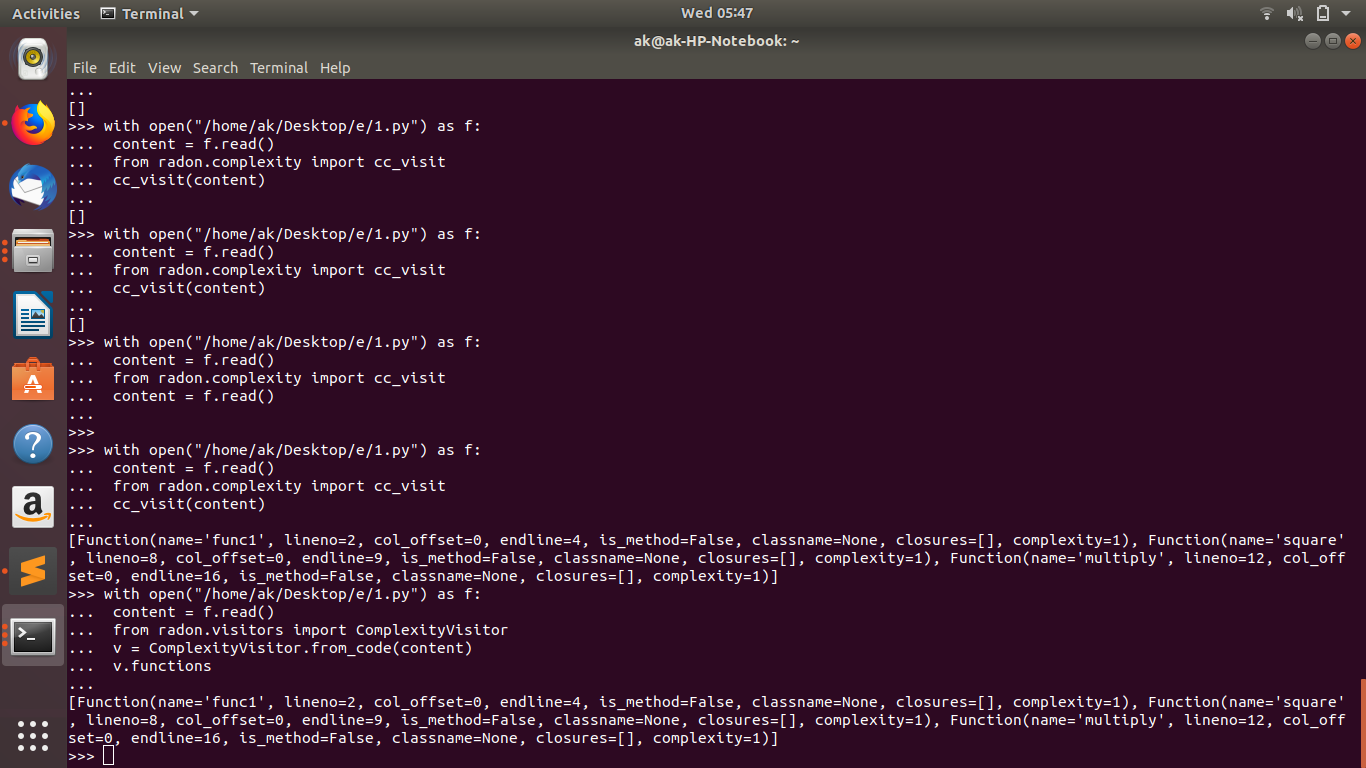 Activities Terminal Wed 05:47
ak@ak-HP-Notebook: ~
File Edit View Search Terminal Help
...
[]
>>> with open("/home/ak/Desktop/e/1.py") as f:
...  content = f.read()
...  from radon.complexity import cc_visit
...  cc_visit(content)
...
[]
>>> with open("/home/ak/Desktop/e/1.py") as f:
...  content = f.read()
...  from radon.complexity import cc_visit
...  cc_visit(content)
...
[]
>>> with open("/home/ak/Desktop/e/1.py") as f:
...  content = f.read()
...  from radon.complexity import cc_visit
...  content = f.read()
...
>>>
>>> with open("/home/ak/Desktop/e/1.py") as f:
...  content = f.read()
...  from radon.complexity import cc_visit
...  cc_visit(content)
...
[Function(name='func1', lineno=2, col_offset=0, endline=4, is_method=False, classname=None, closures=[], complexity=1), Function(name='square'
, lineno=8, col_offset=0, endline=9, is_method=False, classname=None, closures=[], complexity=1), Function(name='multiply', lineno=12, col_off
set=0, endline=16, is_method=False, classname=None, closures=[], complexity=1)]
>>> with open("/home/ak/Desktop/e/1.py") as f:
...  content = f.read()
...  from radon.visitors import ComplexityVisitor
...  v = ComplexityVisitor.from_code(content)
...  v.functions
...
[Function(name='func1', lineno=2, col_offset=0, endline=4, is_method=False, classname=None, closures=[], complexity=1), Function(name='square'
, lineno=8, col_offset=0, endline=9, is_method=False, classname=None, closures=[], complexity=1), Function(name='multiply', lineno=12, col_off
set=0, endline=16, is_method=False, classname=None, closures=[], complexity=1)]
>>>